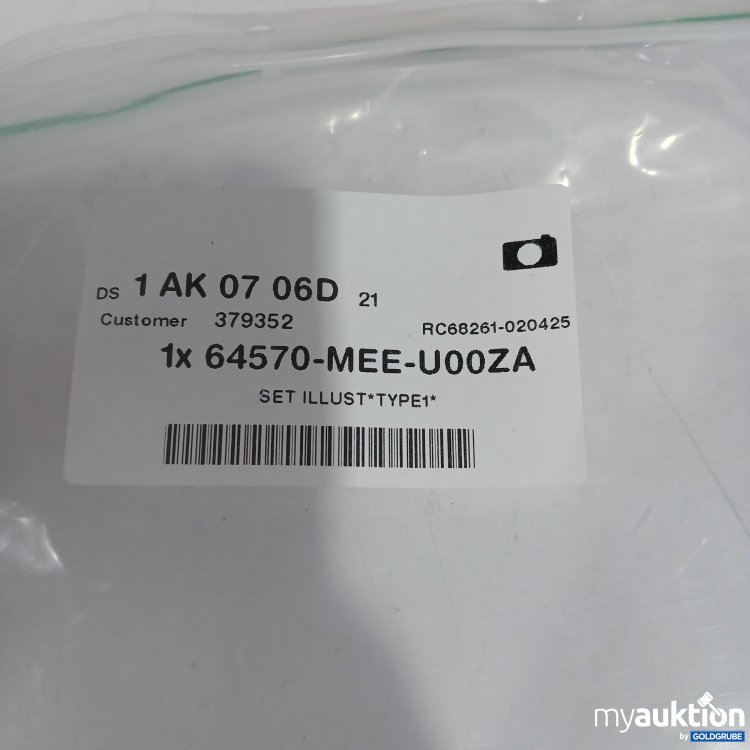 DS 1 AK 07 06D 21
Customer 379352 RC68261-020425
1x 64570-MEE-U00ZA
SET ILLUST*TYPE1*
myauktion
by GOLDGRUBE